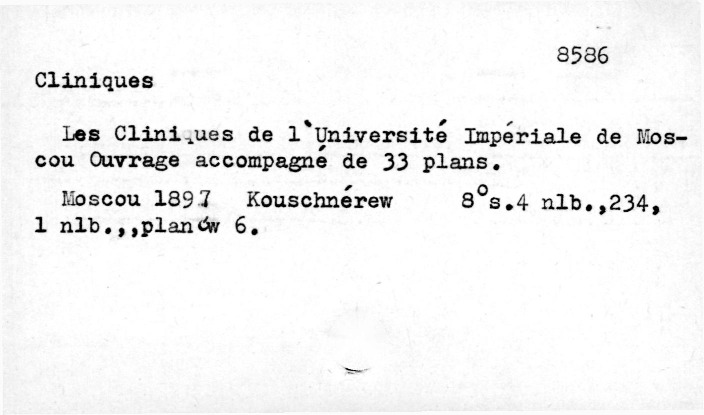 8586
Cliniques
Les Cliniques de l'Université Impériale de Mos-
cou Ouvrage accompagné de 33 plans.
Moscou 1897 Kouschnérew 8°s.4 nlb.,234,
1 nlb.,,planów 6.